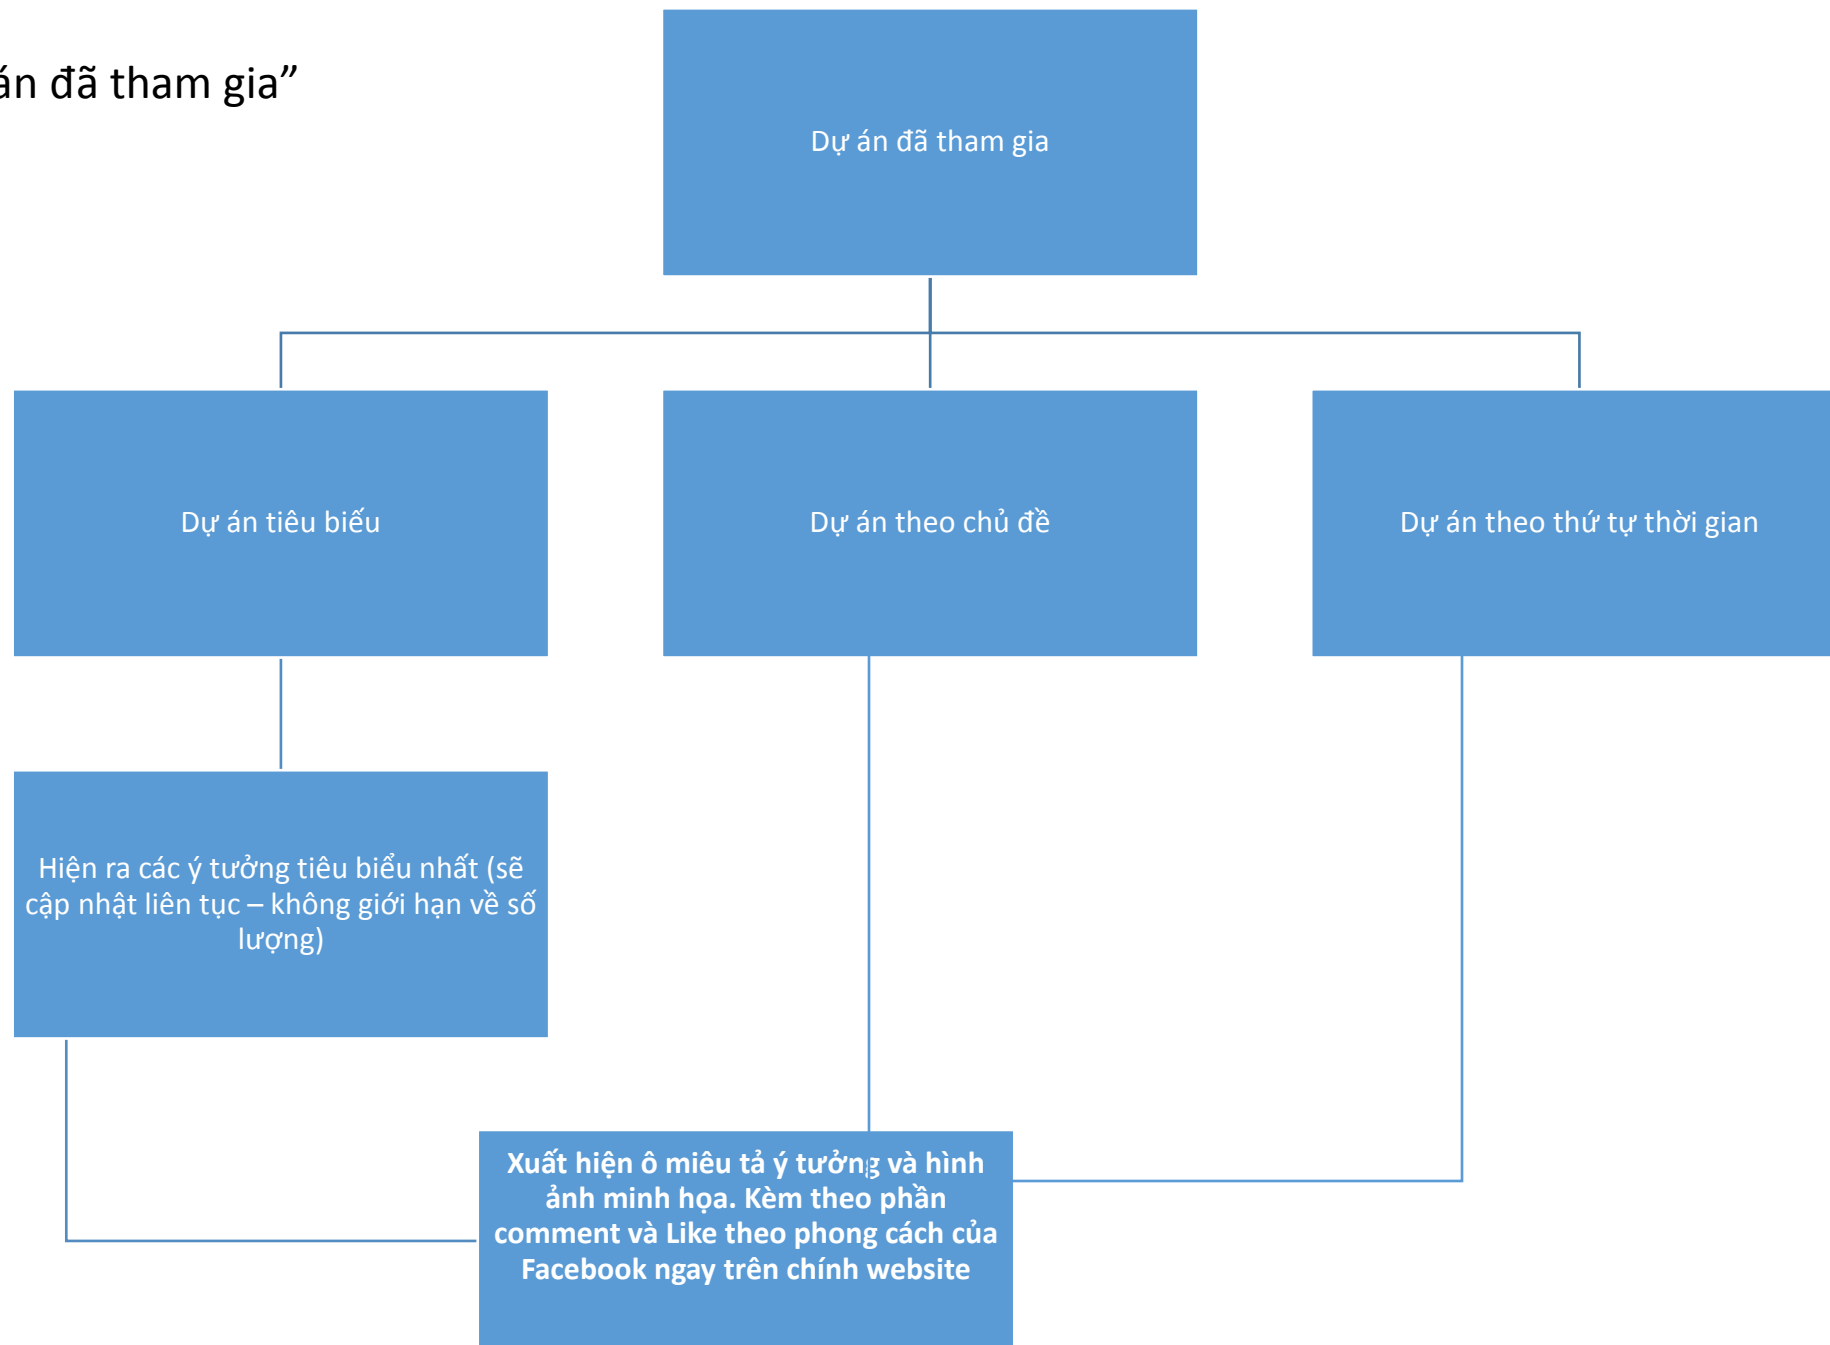 án đã tham gia”
Dự án đã tham gia
Dự án tiêu biếu
Dự án theo chủ đề
Dự án theo thứ tự thời gian
Hiện ra các ý tưởng tiêu biểu nhất (sẽ
cập nhật liên tục – không giới hạn về số
lượng)
Xuất hiện ô miêu tả ý tưởng và hình
ảnh minh họa. Kèm theo phần
comment và Like theo phong cách của
Facebook ngay trên chính website